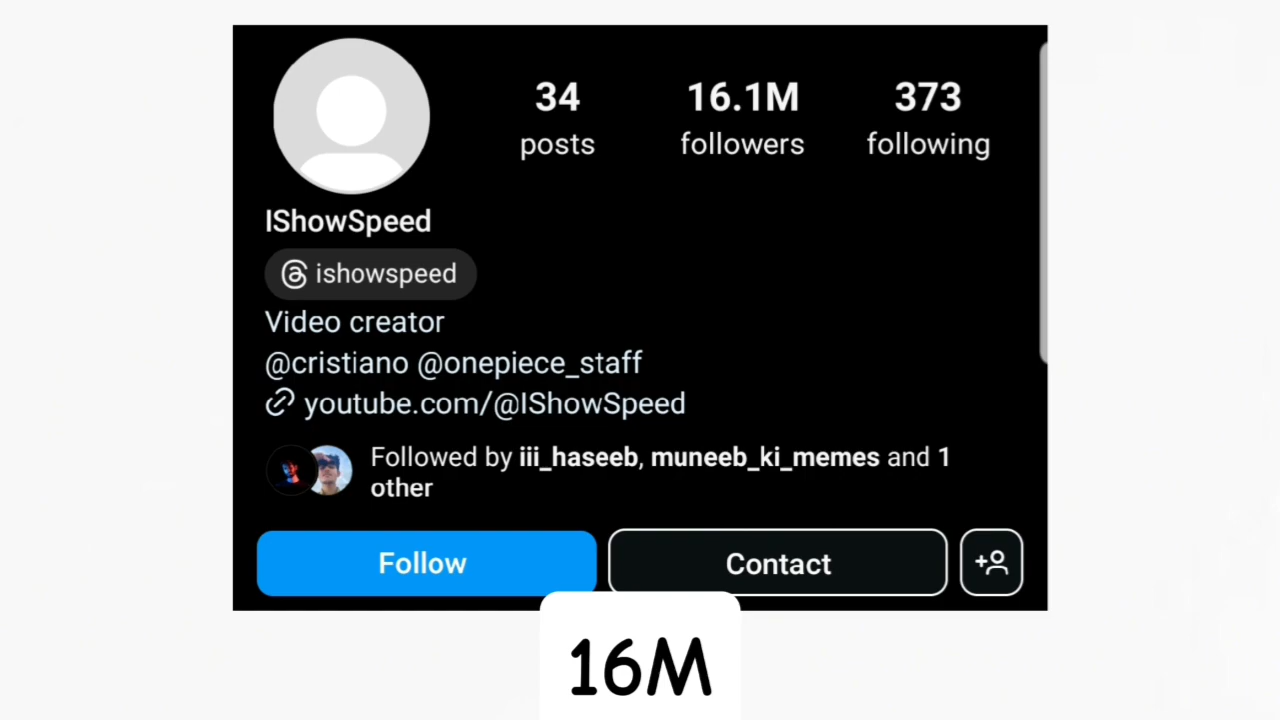 34 16.1M 373
posts followers following
IShowSpeed
ishowspeed
Video creator
@cristiano @onepiece_staff
youtube.com/@IShowSpeed
Followed by iii_haseeb, muneeb_ki_memes and 1
other
Follow Contact
16M